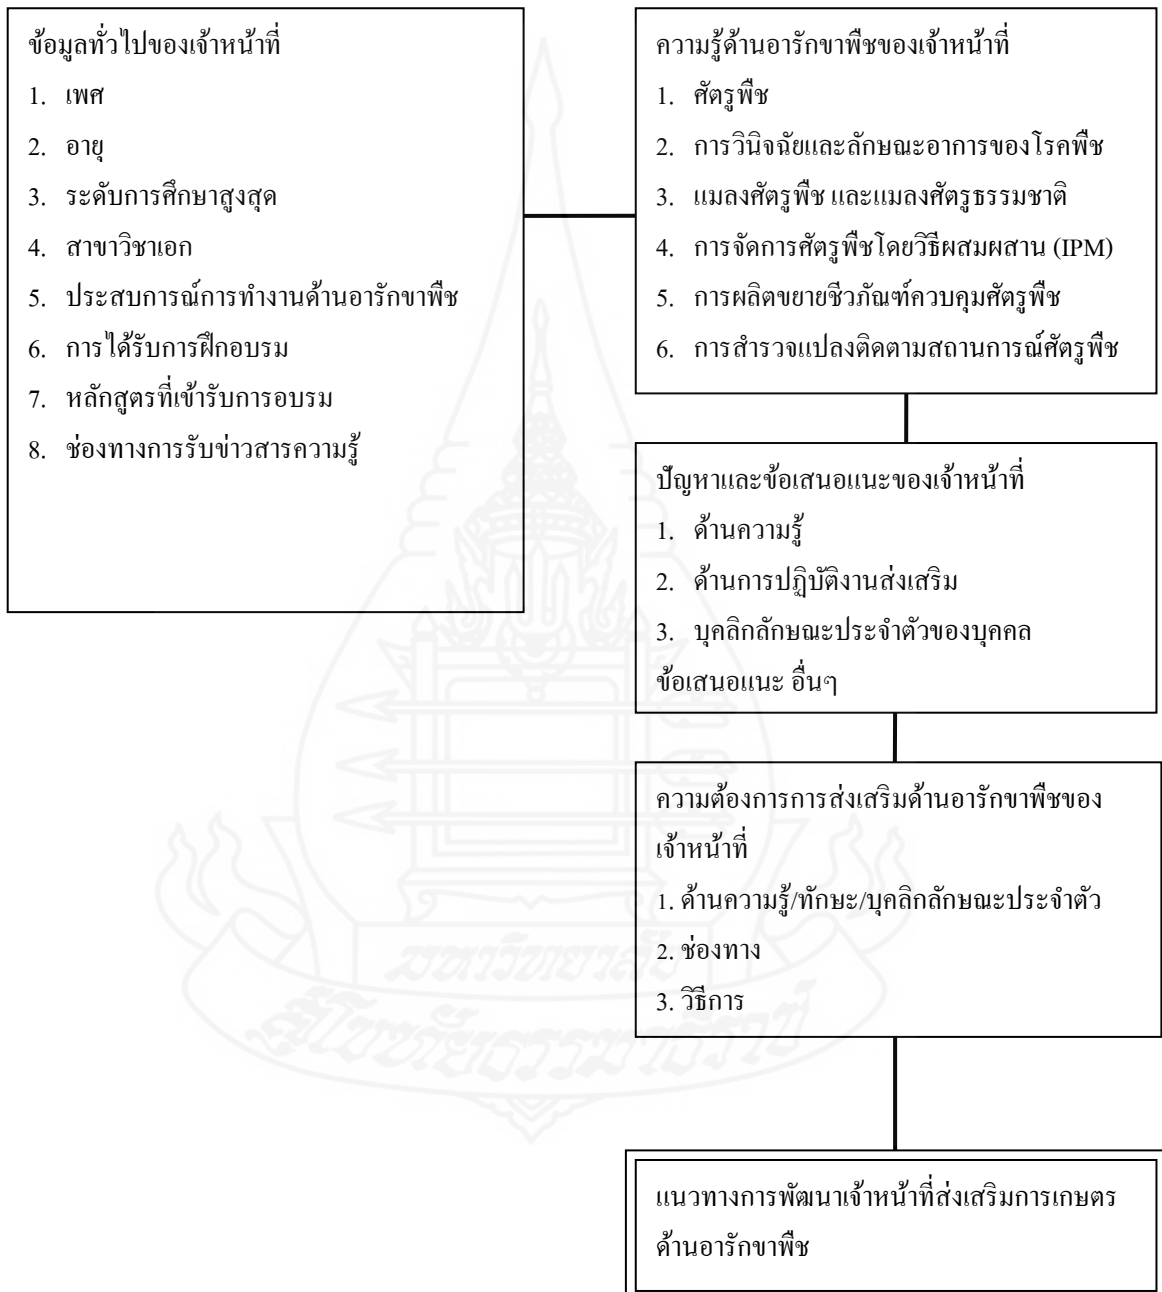 ข้อมูลทั่วไปของเจ้าหน้าที่
1. เพศ
2. อายุ
3. ระดับการศึกษาสูงสุด
4. สาขาวิชาเอก
5. ประสบการณ์การทำงานด้านอารักขาพืช
6. การได้รับการฝึกอบรม
7. หลักสูตรที่เข้ารับการอบรม
8. ช่องทางการรับข่าวสารความรู้
ความรู้ด้านอารักขาพืชของเจ้าหน้าที่
1. ศัตรูพืช
2. การวินิจฉัยและลักษณะอาการของโรคพืช
3. แมลงศัตรูพืช และแมลงศัตรูธรรมชาติ
4. การจัดการศัตรูพืชโดยวิธีผสมผสาน (IPM)
5. การผลิตขยายชีวภัณฑ์ควบคุมศัตรูพืช
6. การสำรวจแปลงติดตามสถานการณ์ศัตรูพืช
ปัญหาและข้อเสนอแนะของเจ้าหน้าที่
1. ด้านความรู้
2. ด้านการปฏิบัติงานส่งเสริม
3. บุคลิกลักษณะประจำตัวของบุคคล
ข้อเสนอแนะ อื่นๆ
ความต้องการการส่งเสริมด้านอารักขาพืชของ
เจ้าหน้าที่
1. ด้านความรู้/ทักษะ/บุคลิกลักษณะประจำตัว
2. ช่องทาง
3. วิธีการ
มหาวิทยาลัย
สุโขทัยธรรมาธิราช
แนวทางการพัฒนาเจ้าหน้าที่ส่งเสริมการเกษตร
ด้านอารักขาพืช